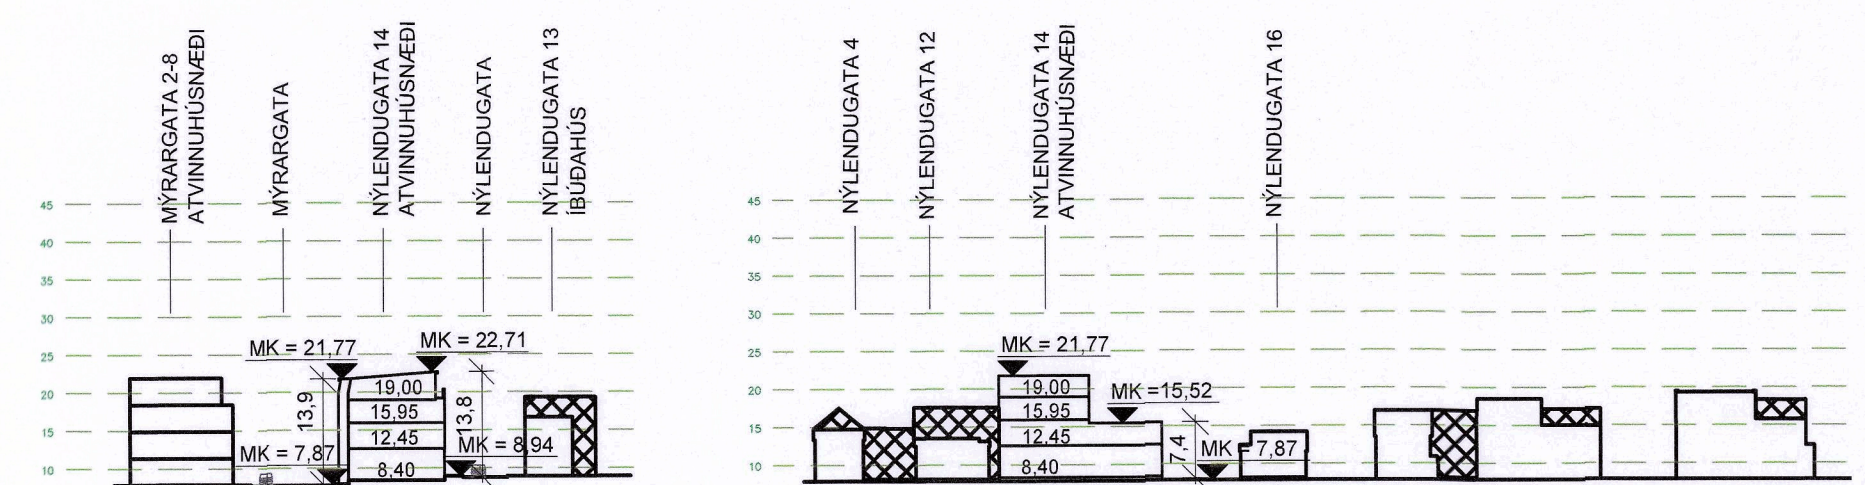 MÝRARGATA 2-8
ATVINNUHÚSNÆÐI
MÝRARGATA
NÝLENDUGATA 14
ATVINNUHÚSNÆÐI
NÝLENDUGATA
NÝLENDUGATA 13
ÍBÚÐAHÚS
45
40
35
30
25
20
15
10
MK = 21,77
MK = 22,71
19,00
15,95
12,45
8,40
13,9
13,8
MK = 7,87
MK = 8,94
NÝLENDUGATA 4
NÝLENDUGATA 12
NÝLENDUGATA 14
ATVINNUHÚSNÆÐI
NÝLENDUGATA 16
45
40
35
30
25
20
15
10
MK = 21,77
19,00
15,95
12,45
8,40
MK =15,52
7,4
MK = 7,87